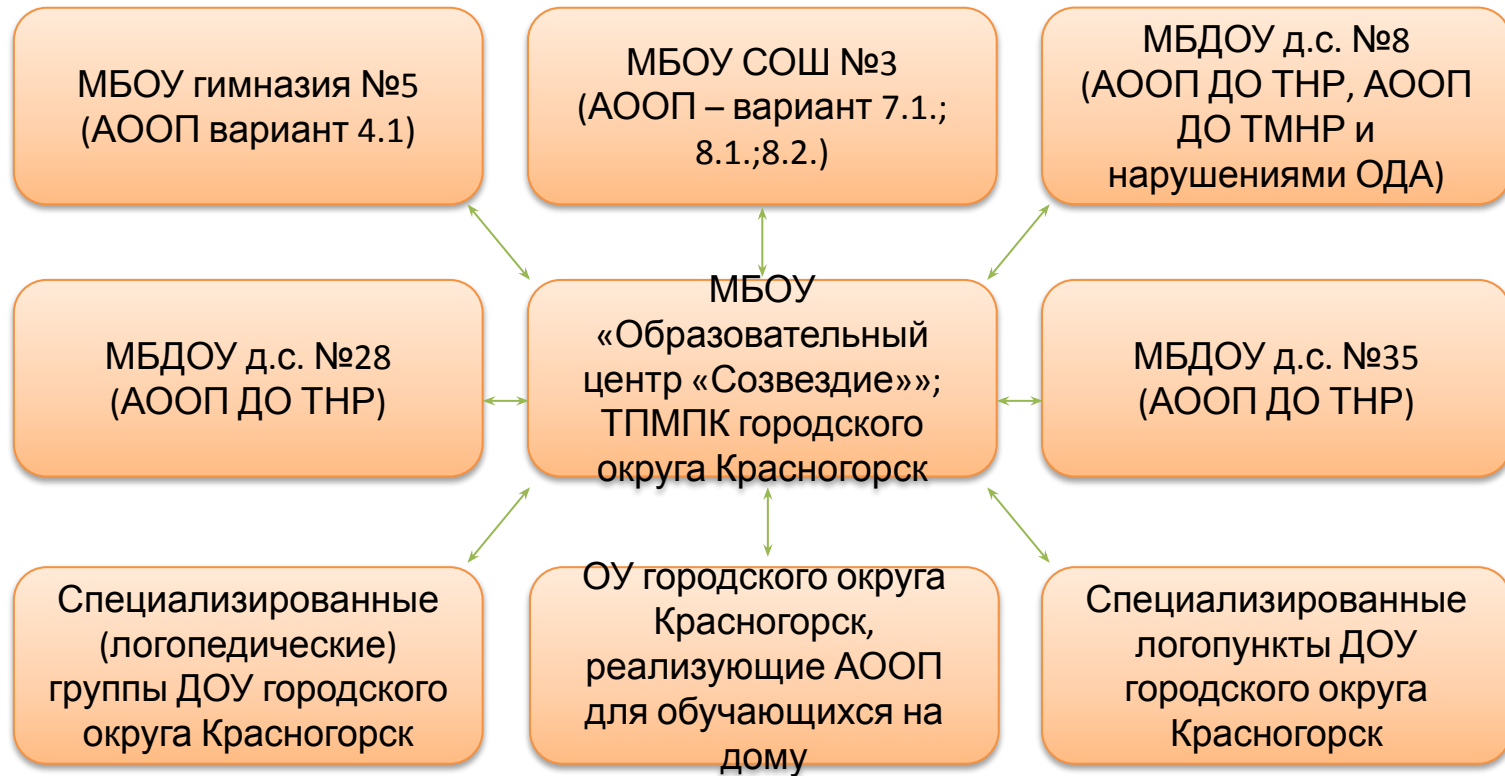 МБОУ гимназия №5
(АООП вариант 4.1)
МБОУ СОШ №3
(АООП – вариант 7.1.;
8.1.;8.2.)
МБДОУ д.с. №8
(АООП ДО ТНР, АООП
ДО ТМНР и
нарушениями ОДА)
МБДОУ д.с. №28
(АООП ДО ТНР)
МБОУ
«Образовательный
центр «Созвездие»»;
ТПМПК городского
округа Красногорск
МБДОУ д.с. №35
(АООП ДО ТНР)
Специализированные
(логопедические)
группы ДОУ городского
округа Красногорск
ОУ городского округа
Красногорск,
реализующие АООП
для обучающихся на
дому
Специализированные
логопункты ДОУ
городского округа
Красногорск